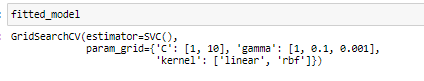 fitted_model
GridSearchCV(estimator=SVC(),
param_grid={'C': [1, 10], 'gamma': [1, 0.1, 0.001],
'kernel': ['linear', 'rbf']})